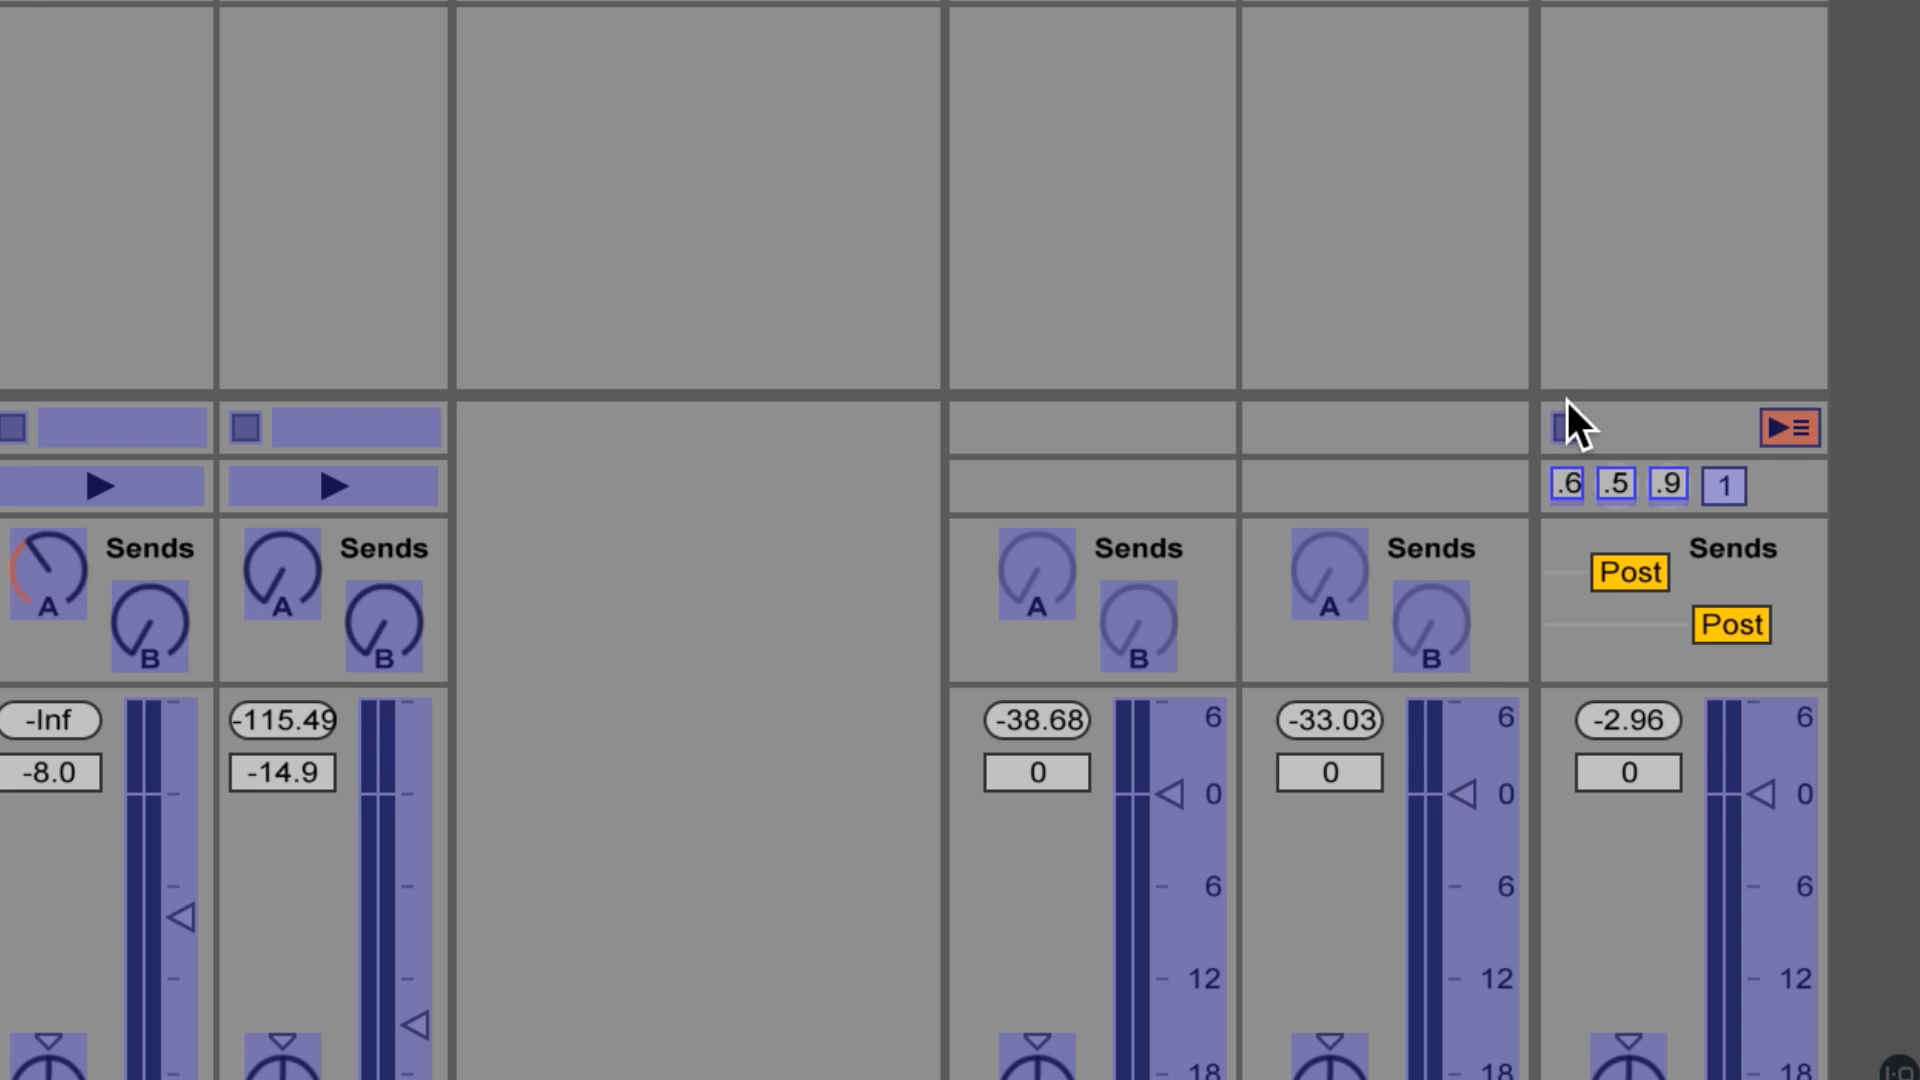 .6 .5 .9 1
Sends Sends Sends Sends Sends
A A A A Post
B B B B Post
-Inf -115.49 -38.68 -33.03 -2.96
-8.0 -14.9 0 0 0
6 6 6
0 0 0
6 6 6
12 12 12
18 18 18
I·O